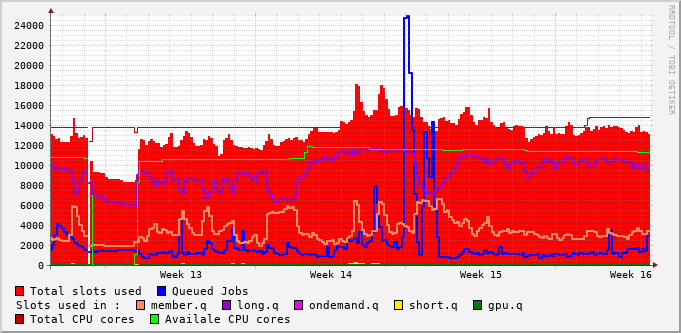 RRDTOOL / TOBI OETIKER
24000
22000
20000
18000
16000
14000
12000
10000
8000
6000
4000
2000
0
Week 13 Week 14 Week 15 Week 16
Total slots used Queued Jobs
Slots used in : member.q long.q ondemand.q short.q gpu.q
Total CPU cores Availale CPU cores